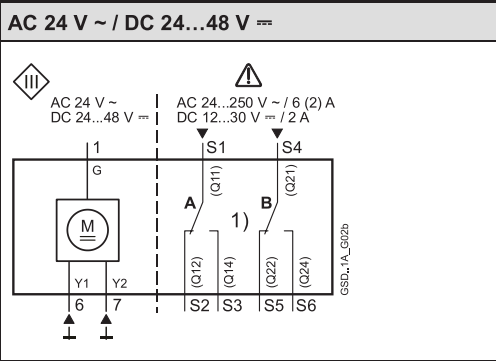 AC 24 V ~ / DC 24...48 V ⎓
III
AC 24 V ~
DC 24...48 V ⎓
AC 24...250 V ~ / 6 (2) A
DC 12...30 V ⎓ / 2 A
1
S1
S4
G
(Q11)
(Q21)
A
B
M
1)
Y1
Y2
(Q12)
(Q14)
(Q22)
(Q24)
GSD..1A_G02b
6
7
S2
S3
S5
S6